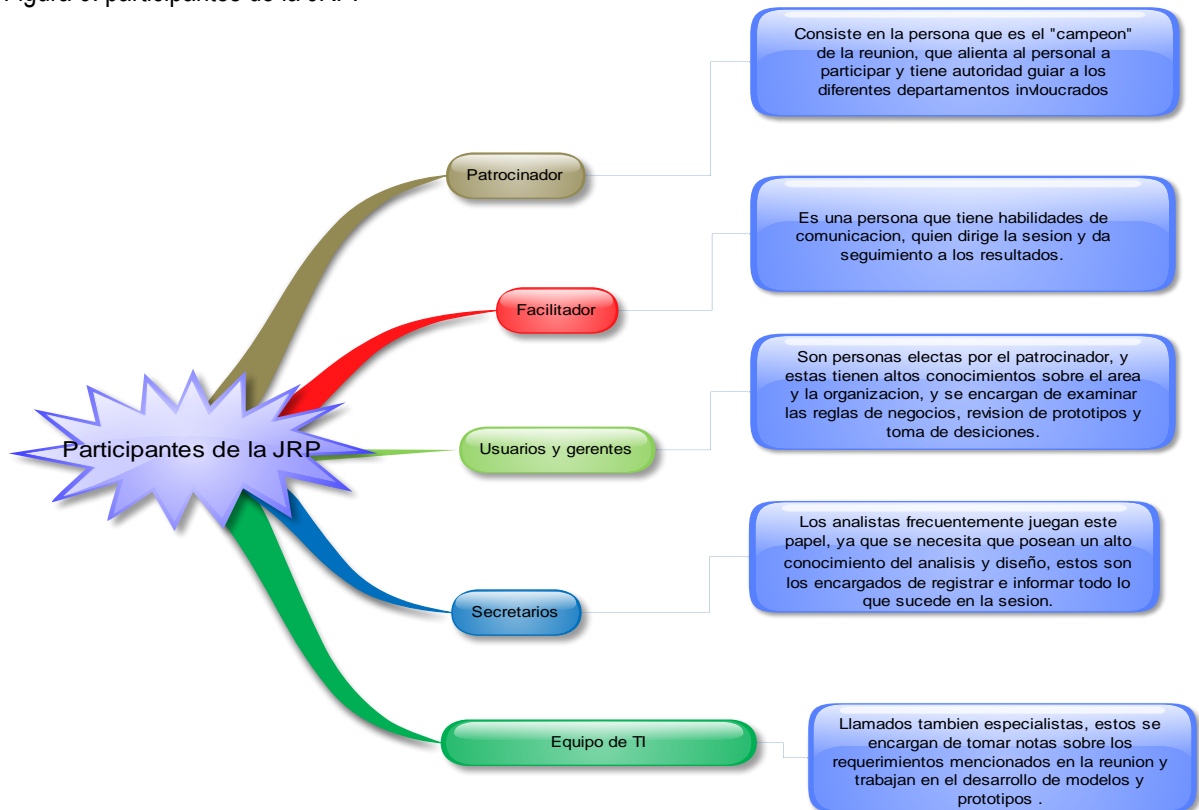 Consiste en la persona que es el "campeon"
de la reunion, que alienta al personal a
participar y tiene autoridad guiar a los
diferentes departamentos invloucrados
Patrocinador
Es una persona que tiene habilidades de
comunicacion, quien dirige la sesion y da
seguimiento a los resultados.
Facilitador
Son personas electas por el patrocinador, y
estas tienen altos conocimientos sobre el area
y la organizacion, y se encargan de examinar
las reglas de negocios, revision de prototipos y
toma de desiciones.
Participantes de la JRP
Usuarios y gerentes
Los analistas frecuentemente juegan este
papel, ya que se necesita que posean un alto
conocimiento del analisis y diseño, estos son
los encargados de registrar e informar todo lo
que sucede en la sesion.
Secretarios
Equipo de TI
Llamados tambien especialistas, estos se
encargan de tomar notas sobre los
requerimientos mencionados en la reunion y
trabajan en el desarrollo de modelos y
prototipos .